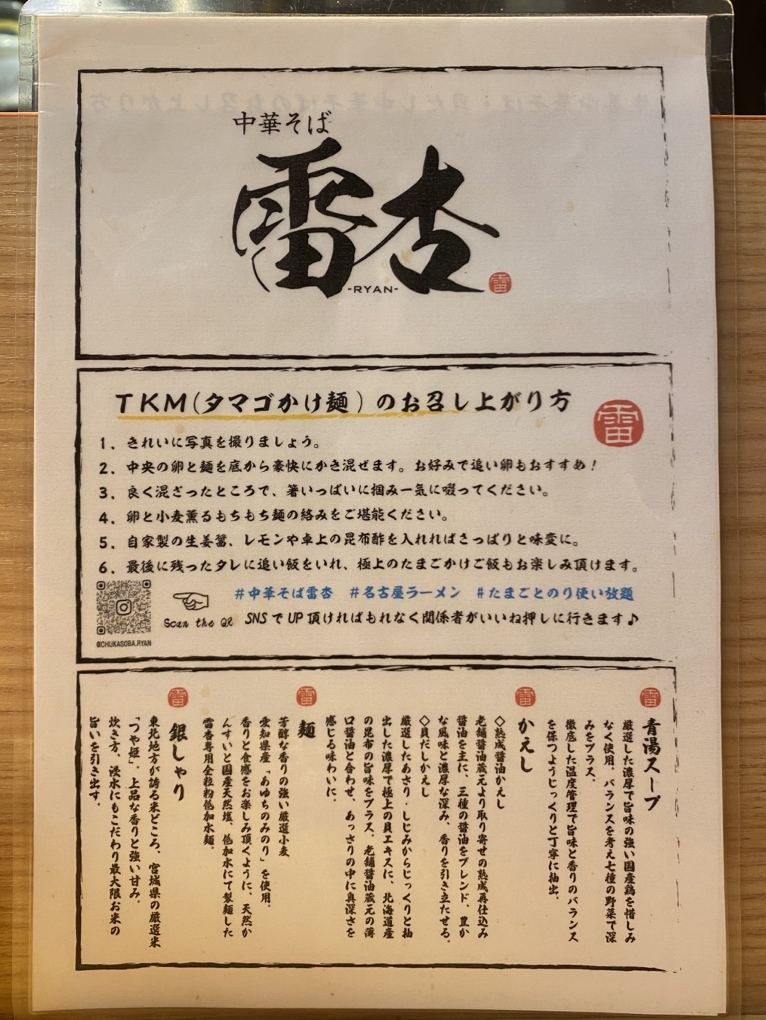 中華そば
雷杏
-RYAN-
雷
TKM(タマゴかけ麺)のお召し上がり方
雷
1. きれいに写真を撮りましょう。
2. 中央の卵と麺を底から豪快にかき混ぜます。お好みで追い卵もおすすめ!
3. 良く混ざったところで、箸いっぱいに掴み一気に啜ってください。
4. 卵と小麦薫るもちもち麺の絡みをご堪能ください。
5. 自家製の生姜醤、レモンや卓上の昆布酢を入れればさっぱりと味変に。
6. 最後に残ったタレに追い飯をいれ、極上のたまごかけご飯もお楽しみ頂けます。
#中華そば雷杏 #名古屋ラーメン #たまごとのり使い放題
Scan the QR SNSでUP頂ければもれなく関係者がいいね押しに行きます♪
@CHUKASOBA.RYAN
雷
青湯スープ
厳選した濃厚で旨味の強い国産鶏を惜しみ
なく使用。バランスを考え七種の野菜で深
みをプラス。
徹底した温度管理で旨味と香りのバランス
を保つようじっくりと丁寧に抽出。
雷
かえし
◇熟成醤油かえし
老舗醤油蔵元より取り寄せの熟成再仕込み
醤油を主に、三種の醤油をブレンド、豊か
な風味と濃厚な深み、香りを引き立たせる。
◇貝だしかえし
厳選したあさり・しじみからじっくりと抽
出した濃厚で極上の貝エキスに、北海道産
の昆布の旨味をプラス。老舗醤油蔵元の薄
口醤油と合わせ、あっさりの中に奥深さを
感じる味わいに。
雷
麺
芳醇な香りの強い厳選小麦
愛知県産「あゆちのみのり」を使用。
香りと食感をお楽しみ頂くように、天然か
んすいと国産天然塩、低加水にて製麺した
雷杏専用全粒粉低加水麺。
雷
銀しゃり
東北地方が誇る米どころ、宮城県の厳選米
「つや姫」。上品な香りと強い甘み。
炊き方、浸水にもこだわり最大限お米の
旨いを引き出す。